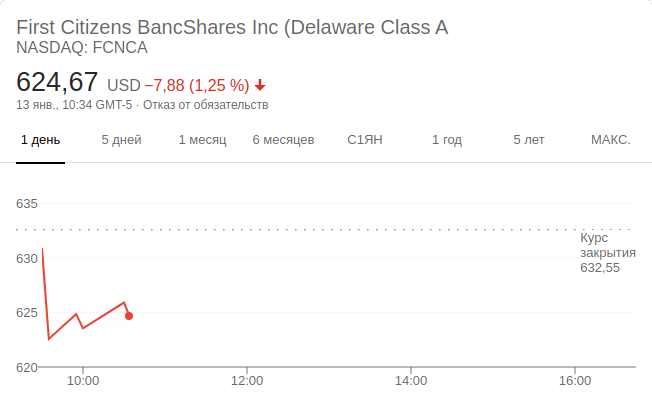 First Citizens BancShares Inc (Delaware Class A
NASDAQ: FCNCA
624,67 USD −7,88 (1,25 %)
13 янв., 10:34 GMT-5 · Отказ от обязательств
1 день 5 дней 1 месяц 6 месяцев С1ЯН 1 год 5 лет МАКС.
635
Курс
закрытия
630
632,55
625
620
10:00 12:00 14:00 16:00